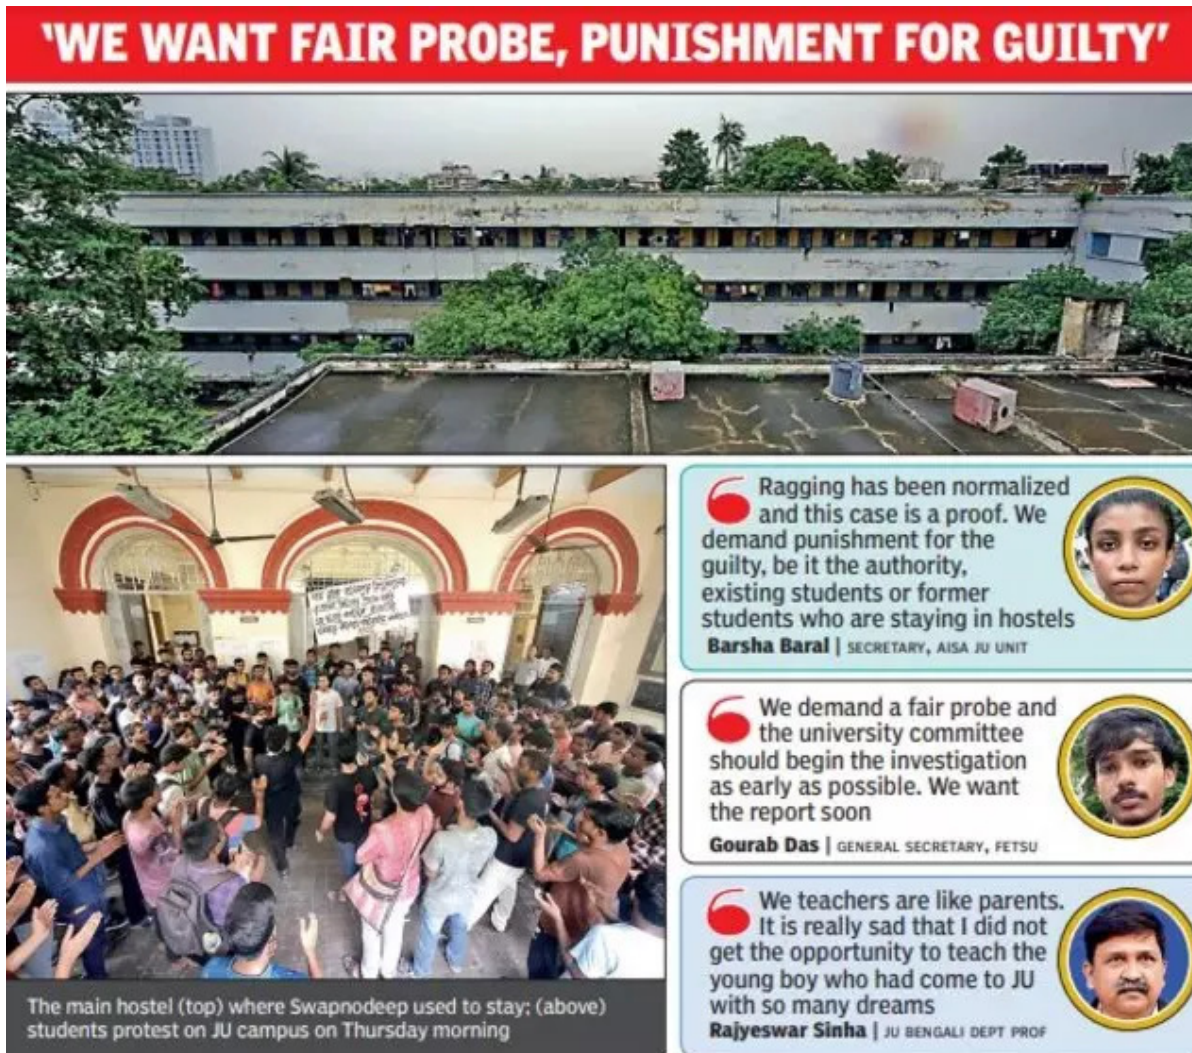 ‘WE WANT FAIR PROBE, PUNISHMENT FOR GUILTY’
Ragging has been normalized
and this case is a proof. We
demand punishment for the
guilty, be it the authority,
existing students or former
students who are staying in hostels
Barsha Baral | SECRETARY, AISA JU UNIT
We demand a fair probe and
the university committee
should begin the investigation
as early as possible. We want
the report soon
Gourab Das | GENERAL SECRETARY, FETSU
We teachers are like parents.
It is really sad that I did not
get the opportunity to teach the
young boy who had come to JU
with so many dreams
Rajyeswar Sinha | JU BENGALI DEPT PROF
The main hostel (top) where Swapnodeep used to stay; (above)
students protest on JU campus on Thursday morning